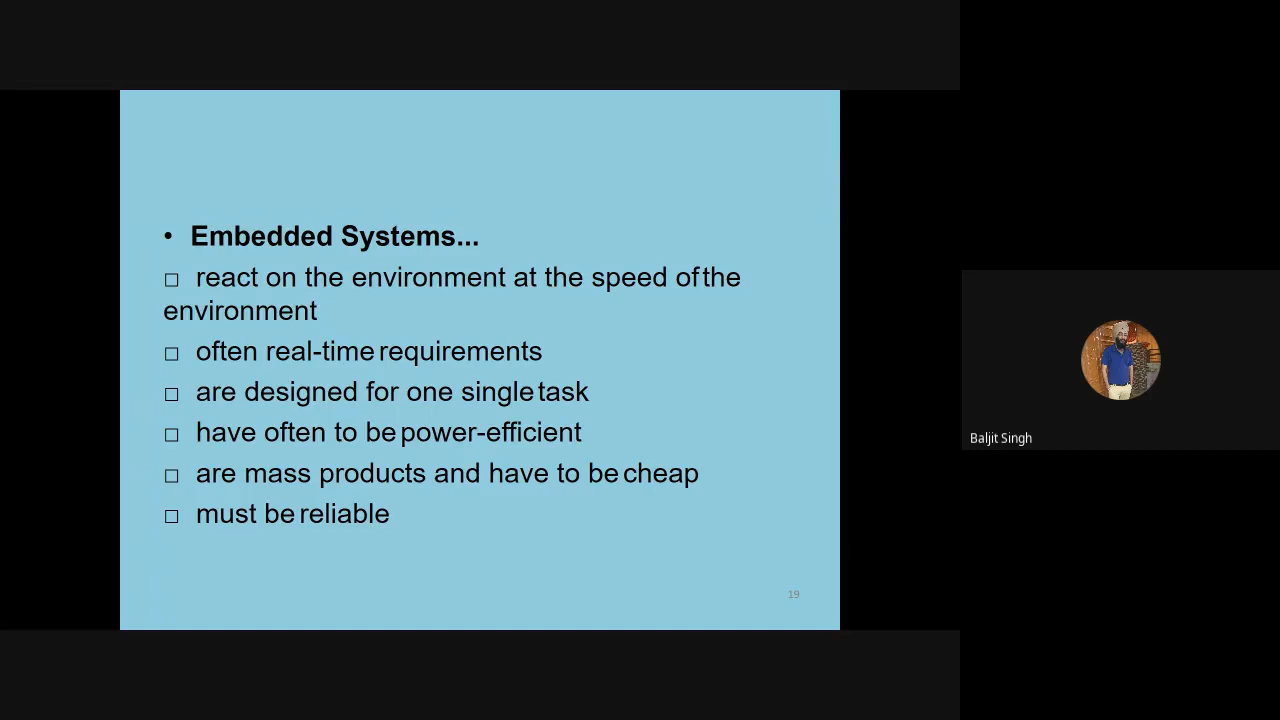 • Embedded Systems...
□ react on the environment at the speed of the
environment
□ often real-time requirements
□ are designed for one single task
□ have often to be power-efficient
□ are mass products and have to be cheap
□ must be reliable
19
Baljit Singh